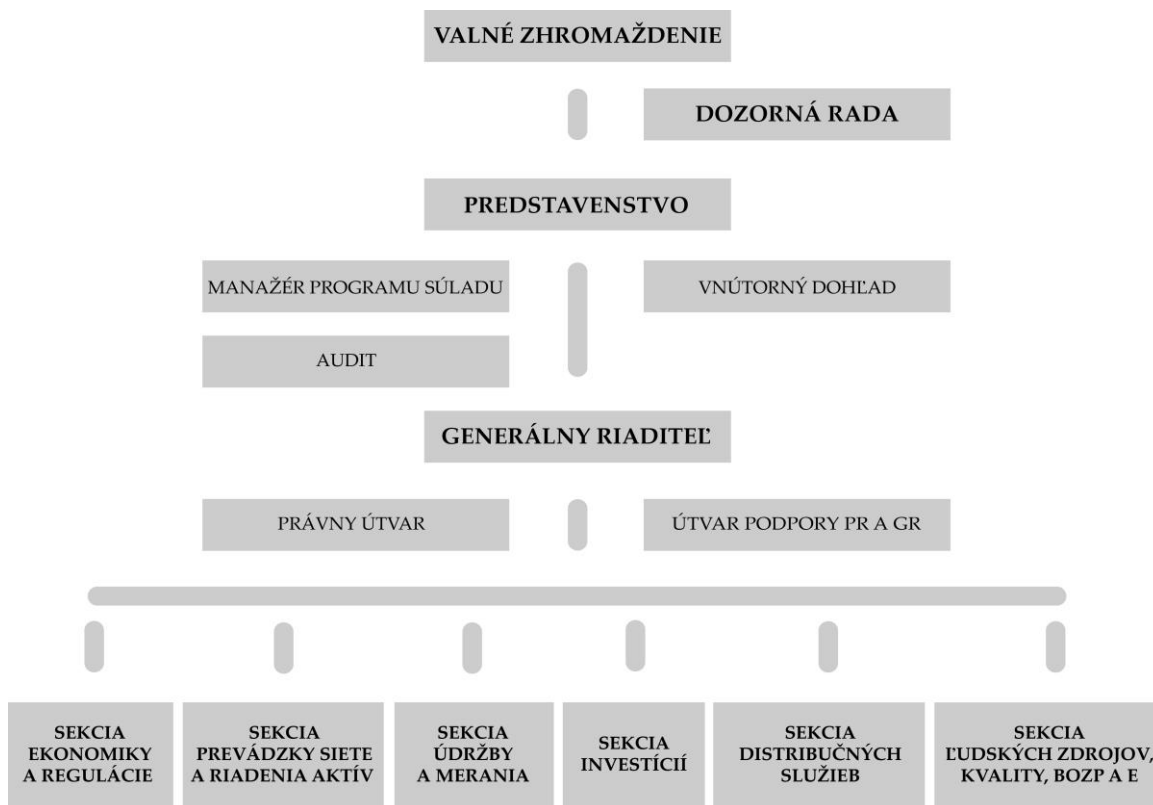 VALNÉ ZHROMAŽDENIE
DOZORNÁ RADA
PREDSTAVENSTVO
MANAŽÉR PROGRAMU SÚLADU
VNÚTORNÝ DOHĽAD
AUDIT
GENERÁLNY RIADITEĽ
PRÁVNY ÚTVAR
ÚTVAR PODPORY PR A GR
SEKCIA
EKONOMIKY
A REGULÁCIE
SEKCIA
PREVÁDZKY SIETE
A RIADENIA AKTÍV
SEKCIA
ÚDRŽBY
A MERANIA
SEKCIA
INVESTÍCIÍ
SEKCIA
DISTRIBUČNÝCH
SLUŽIEB
SEKCIA
ĽUDSKÝCH ZDROJOV,
KVALITY, BOZP A E